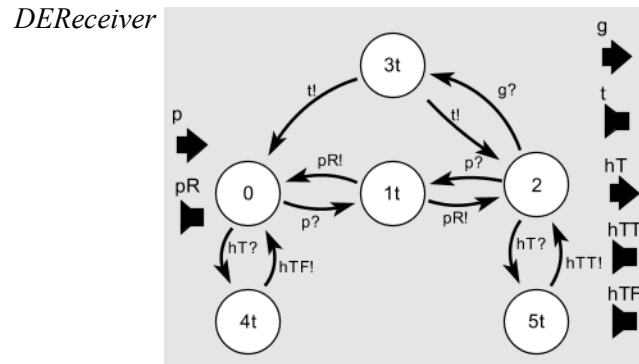 DEReceiver
3t
g
t! g?
t
t!
p
pR! p? hT
0 1t 2
pR
p? pR! hTT
hT? hTF! hT? hTT!
hTF
4t 5t